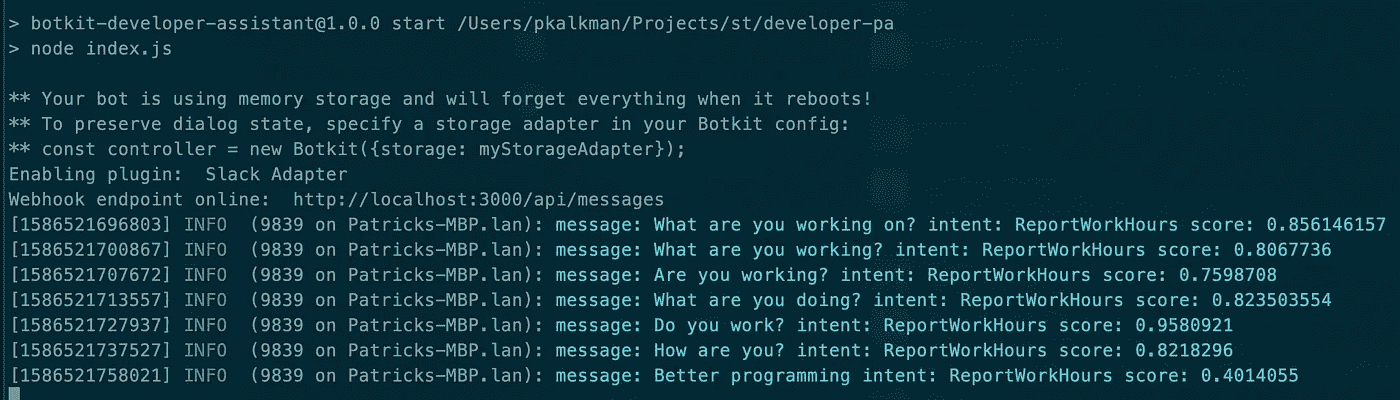 > botkit-developer-assistant@1.0.0 start /Users/pkalkman/Projects/st/developer-pa
> node index.js
** Your bot is using memory storage and will forget everything when it reboots!
** To preserve dialog state, specify a storage adapter in your Botkit config:
** const controller = new Botkit({storage: myStorageAdapter});
Enabling plugin:  Slack Adapter
Webhook endpoint online:  http://localhost:3000/api/messages
[1586521696803] INFO  (9839 on Patricks-MBP.lan): message: What are you working on? intent: ReportWorkHours score: 0.856146157
[1586521700867] INFO  (9839 on Patricks-MBP.lan): message: What are you working? intent: ReportWorkHours score: 0.8067736
[1586521707672] INFO  (9839 on Patricks-MBP.lan): message: Are you working? intent: ReportWorkHours score: 0.7598708
[1586521713557] INFO  (9839 on Patricks-MBP.lan): message: What are you doing? intent: ReportWorkHours score: 0.823503554
[1586521727937] INFO  (9839 on Patricks-MBP.lan): message: Do you work? intent: ReportWorkHours score: 0.9580921
[1586521737527] INFO  (9839 on Patricks-MBP.lan): message: How are you? intent: ReportWorkHours score: 0.8218296
[1586521758021] INFO  (9839 on Patricks-MBP.lan): message: Better programming intent: ReportWorkHours score: 0.4014055